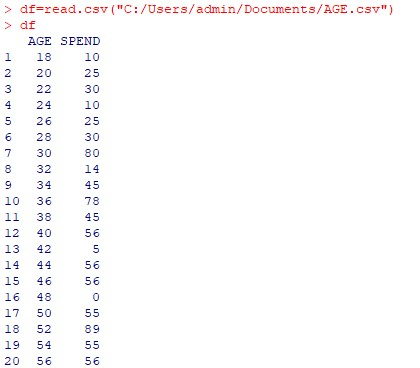 > df=read.csv("C:/Users/admin/Documents/AGE.csv")
> df
   AGE SPEND
1   18    10
2   20    25
3   22    30
4   24    10
5   26    25
6   28    30
7   30    80
8   32    14
9   34    45
10  36    78
11  38    45
12  40    56
13  42     5
14  44    56
15  46    56
16  48     0
17  50    55
18  52    89
19  54    55
20  56    56